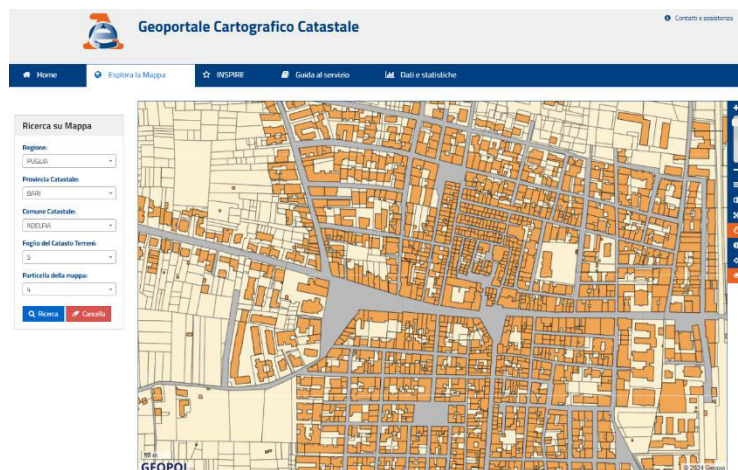 Contatti e assistenza
Geoportale Cartografico Catastale
Home
Esplora la Mappa
INSPIRE
Guida al servizio
Dati e statistiche
Ricerca su Mappa
Regione:
PUGLIA
Provincia Catastale:
BARI
Comune Catastale:
ADELFIA
Foglio del Catasto Terreni:
5
Particella della mappa:
4
Ricerca
Cancella
50 m
GEOPOI
© 2024 Geopoi